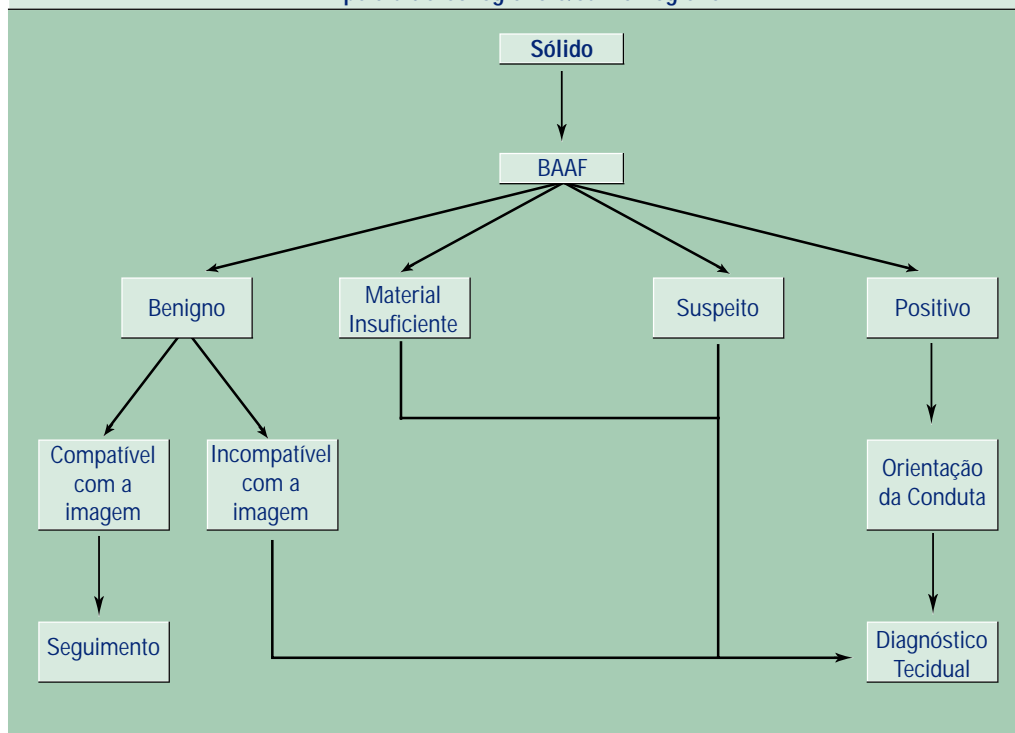 Sólido
BAAF
Benigno
Material
Insuficiente
Suspeito
Positivo
Compatível
com a
imagem
Incompatível
com a
imagem
Orientação
da Conduta
Seguimento
Diagnóstico
Tecidual